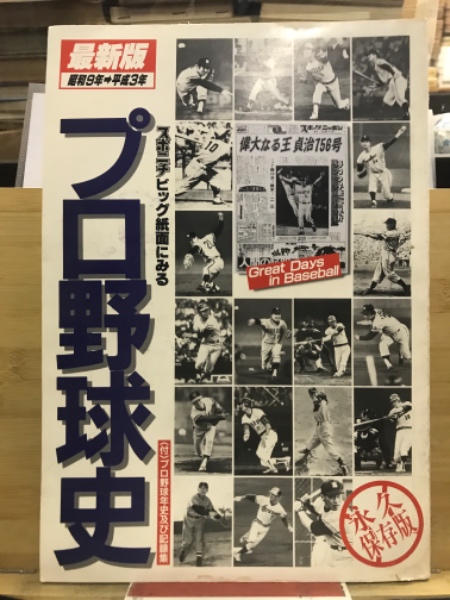 最新版
昭和9年➡平成3年
プロ野球史
スポニチビッグ紙面にみる
〈付〉プロ野球年史及び記録集
偉大なる王 貞治756号
Great Days
in Baseball
永久
保存版
10